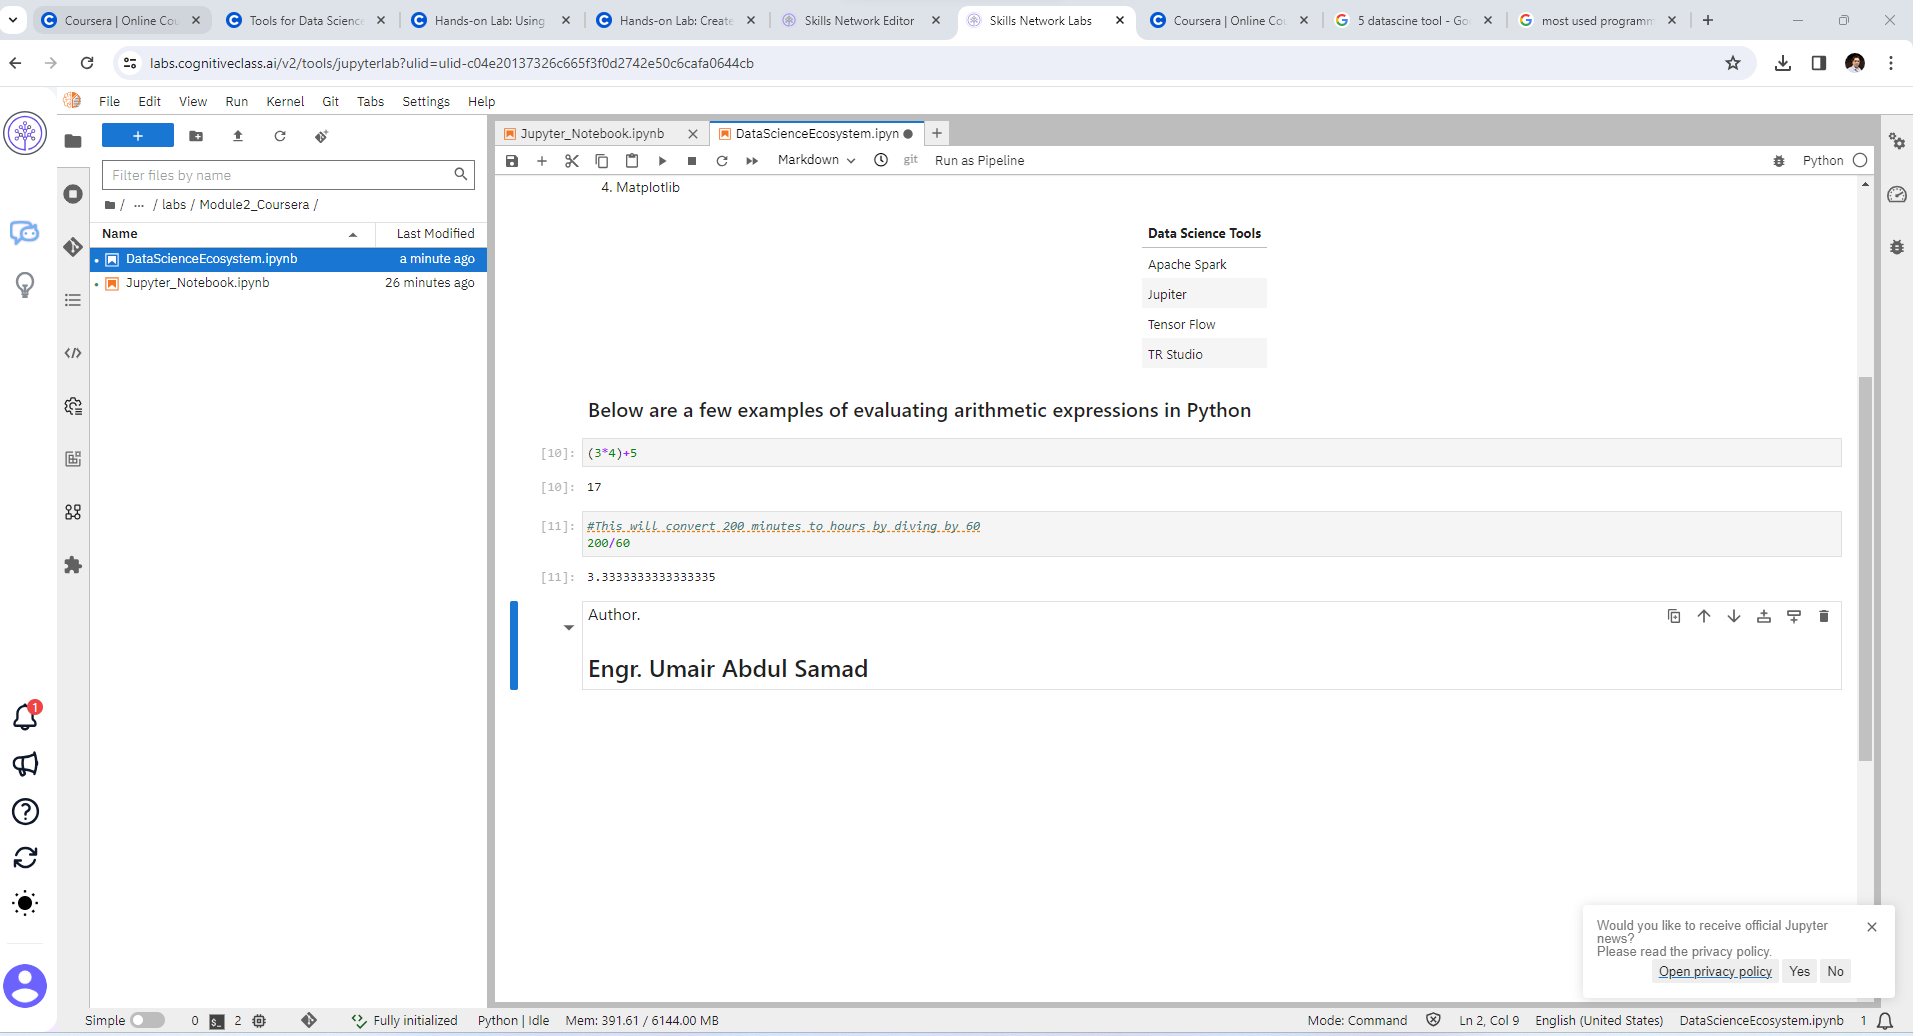 Coursera | Online Cou
Tools for Data Science
Hands-on Lab: Using
Hands-on Lab: Create
Skills Network Editor
Skills Network Labs
Coursera | Online Cou
5 datascine tool - Goo
most used programm
labs.cognitiveclass.ai/v2/tools/jupyterlab?ulid=ulid-c04e20137326c665f3f0d2742e50c6cafa0644cb
File Edit View Run Kernel Git Tabs Settings Help
Filter files by name
/ ... / labs / Module2_Coursera /
Name Last Modified
DataScienceEcosystem.ipynb a minute ago
Jupyter_Notebook.ipynb 26 minutes ago
Jupyter_Notebook.ipynb
DataScienceEcosystem.ipyn
Markdown git Run as Pipeline Python
4. Matplotlib
Data Science Tools
Apache Spark
Jupiter
Tensor Flow
TR Studio
Below are a few examples of evaluating arithmetic expressions in Python
[10]: (3*4)+5
[10]: 17
[11]: #This will convert 200 minutes to hours by diving by 60
200/60
[11]: 3.3333333333333335
Author.
Engr. Umair Abdul Samad
1
Would you like to receive official Jupyter
news?
Please read the privacy policy.
Open privacy policy Yes No
Simple 0 2 Fully initialized Python | Idle Mem: 391.61 / 6144.00 MB Mode: Command Ln 2, Col 9 English (United States) DataScienceEcosystem.ipynb 1